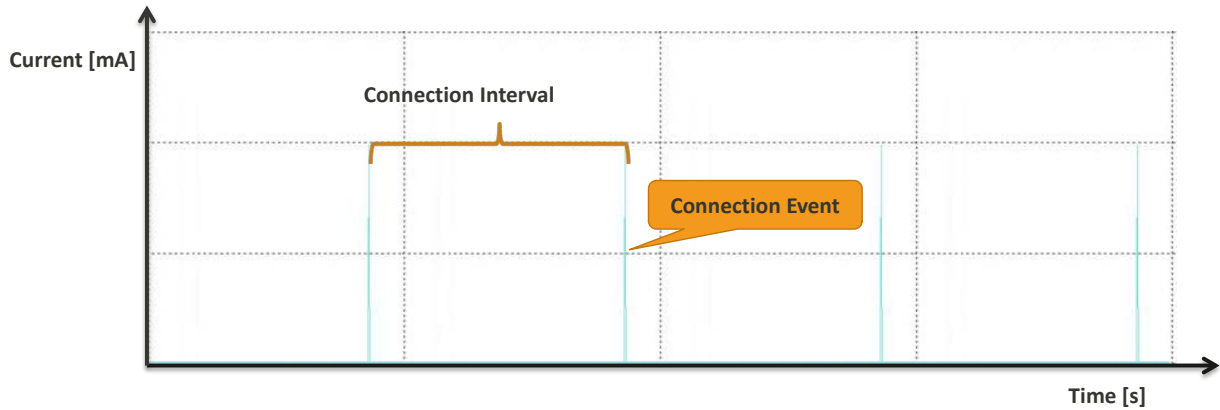 Current [mA]
Connection Interval
Connection Event
Time [s]